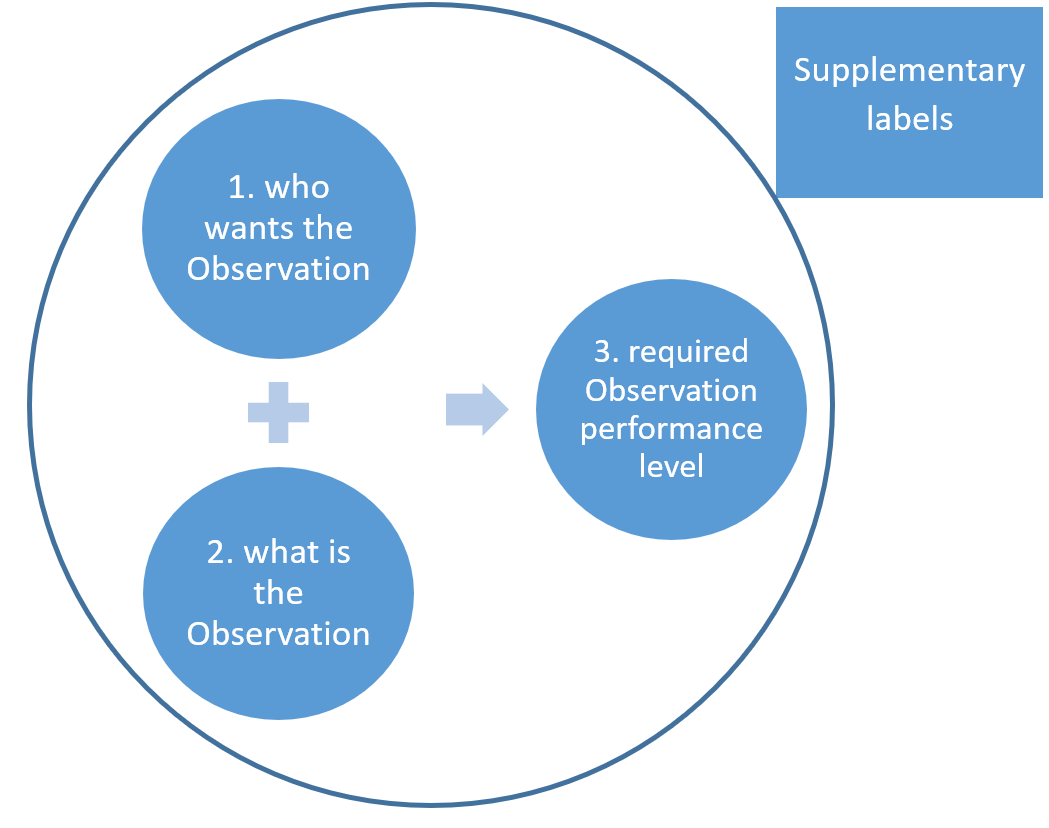 Supplementary
labels
1. who
wants the
Observation
2. what is
the
Observation
3. required
Observation
performance
level